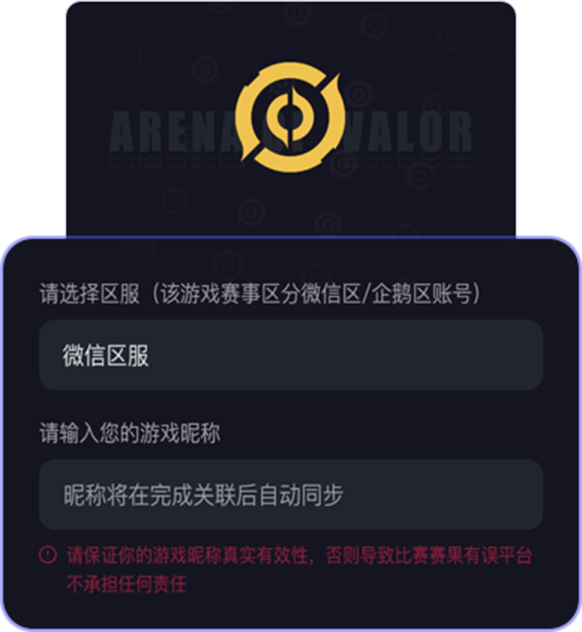 ARENA OF VALOR
请选择区服（该游戏赛事区分微信区/企鹅区账号）
微信区服
请输入您的游戏昵称
昵称将在完成关联后自动同步
请保证你的游戏昵称真实有效性，否则导致比赛赛果有误平台
不承担任何责任